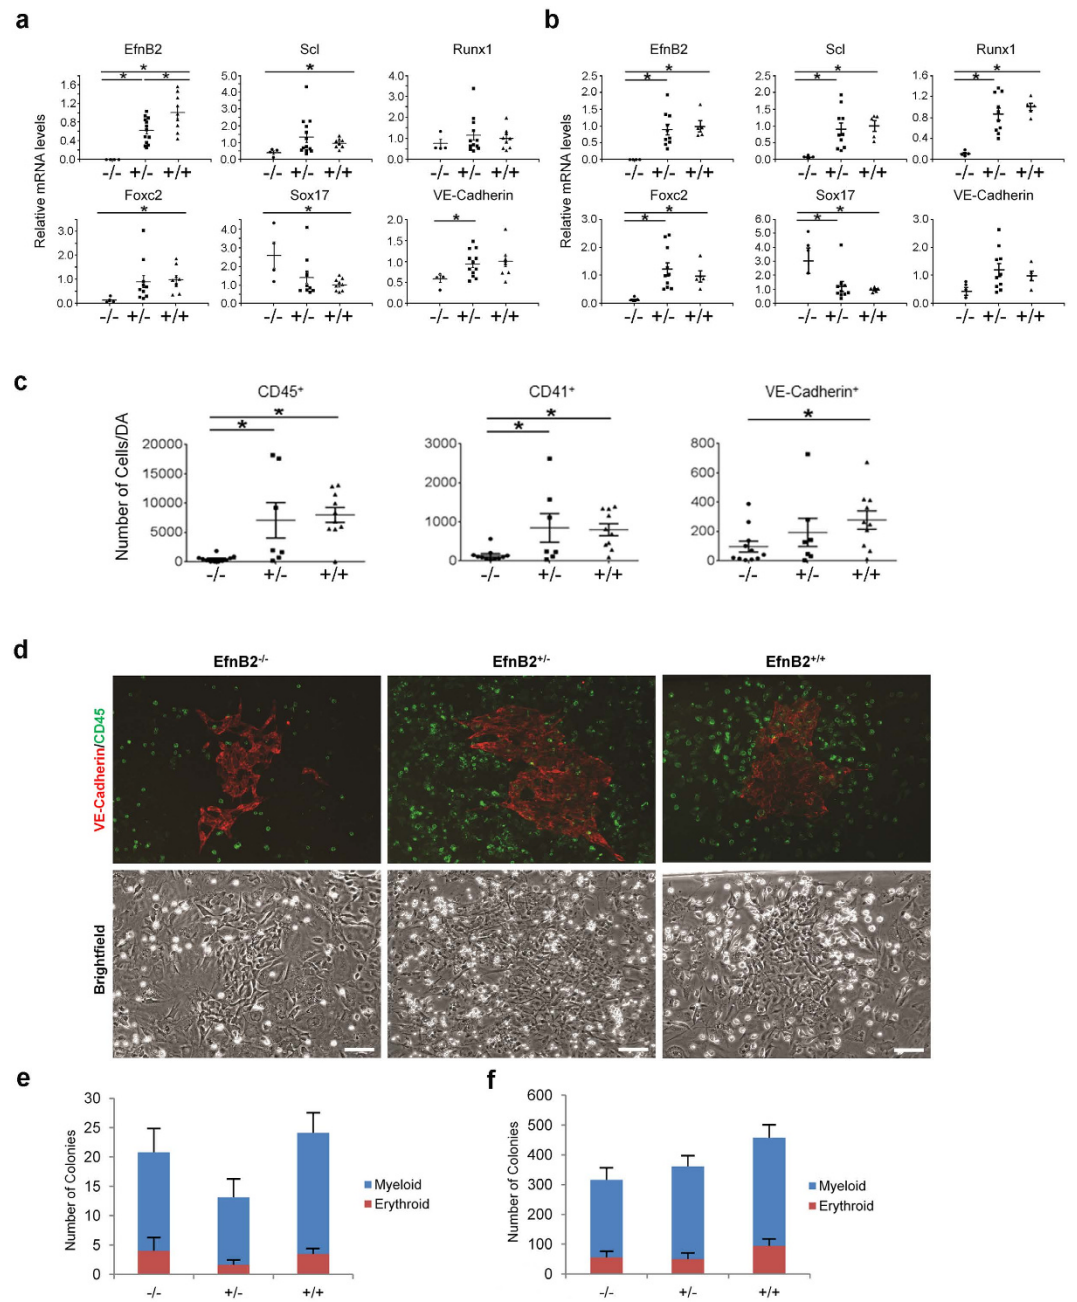 a
EfnB2 Scl Runx1
* * *
*
Relative mRNA levels
1.6 1.2 0.8 0.4 0.0
5.0 4.0 3.0 2.0 1.0 0.0
4.0 3.0 2.0 1.0 0.0
-/- +/- +/+ -/- +/- +/+ -/- +/- +/+
Foxc2 Sox17 VE-Cadherin
* * *
3.0 2.0 1.0 0.0
4.0 3.0 2.0 1.0 0.0
2.0 1.5 1.0 0.5 0.0
-/- +/- +/+ -/- +/- +/+ -/- +/- +/+
b
EfnB2 Scl Runx1
* * *
* * *
Relative mRNA levels
2.5 2.0 1.5 1.0 0.5 0.0
2.5 2.0 1.5 1.0 0.5 0.0
2.0 1.5 1.0 0.5 0.0
-/- +/- +/+ -/- +/- +/+ -/- +/- +/+
Foxc2 Sox17 VE-Cadherin
* *
* *
3.0 2.0 1.0 0.0
6.0 5.0 4.0 3.0 2.0 1.0 0.0
3.0 2.0 1.0 0.0
-/- +/- +/+ -/- +/- +/+ -/- +/- +/+
c
CD45+ CD41+ VE-Cadherin+
* * *
* *
Number of Cells/DA
20000 15000 10000 5000 0
3000 2000 1000 0
800 600 400 200 0
-/- +/- +/+ -/- +/- +/+ -/- +/- +/+
d
EfnB2-/- EfnB2+/- EfnB2+/+
VE-Cadherin/CD45
Brightfield
e
Number of Colonies
30
25
20
15
10
5
0
-/- +/- +/+
Myeloid
Erythroid
f
Number of Colonies
600
500
400
300
200
100
0
-/- +/- +/+
Myeloid
Erythroid